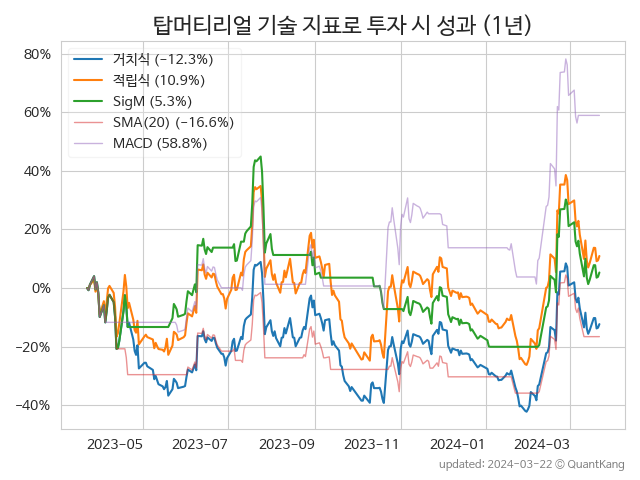 탑머티리얼 기술 지표로 투자 시 성과 (1년)
거치식 (−12.3%)
적립식 (10.9%)
SigM (5.3%)
SMA(20) (−16.6%)
MACD (58.8%)
80%
60%
40%
20%
0%
−20%
−40%
2023-05 2023-07 2023-09 2023-11 2024-01 2024-03
updated: 2024-03-22 © QuantKang